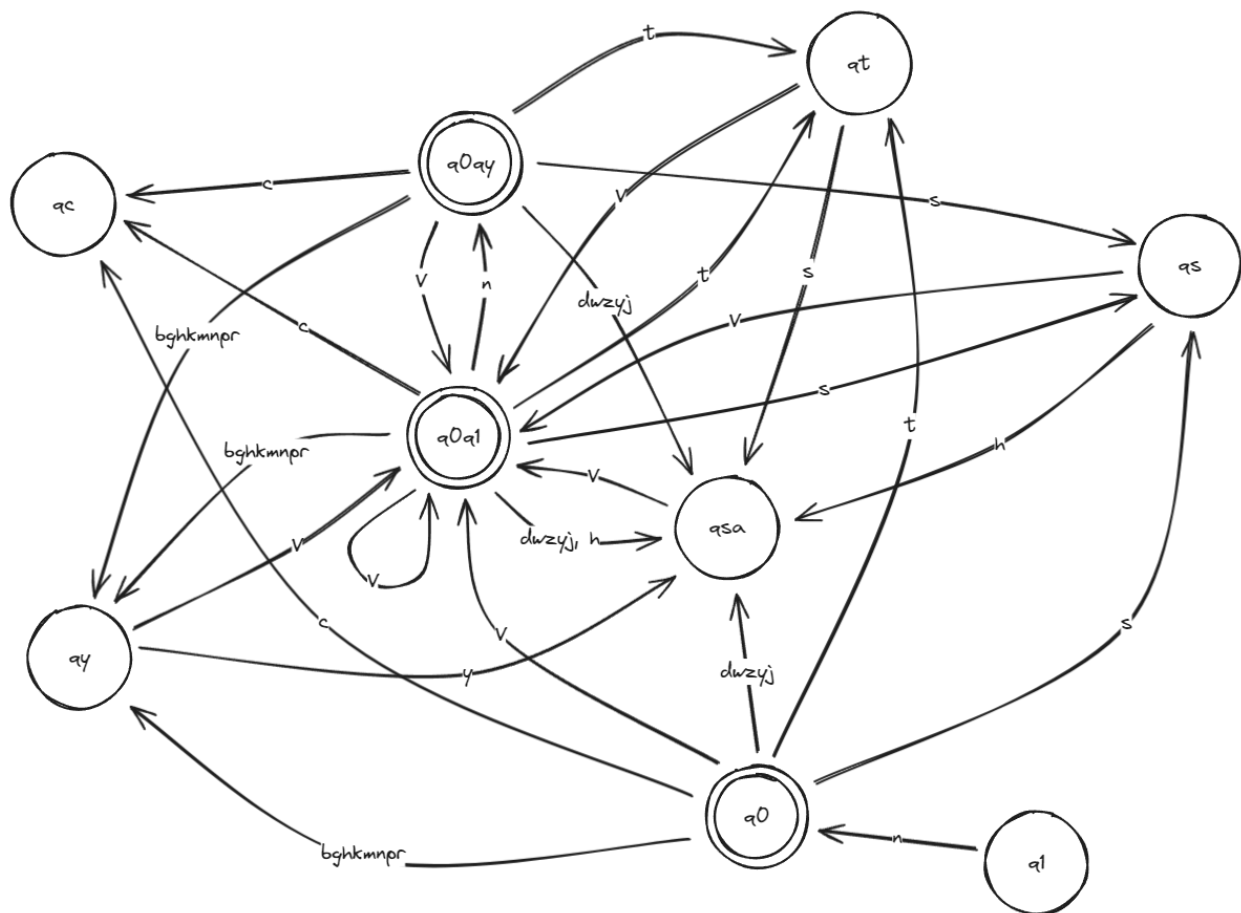 t
qt
q0qy
c
qc
s
V
qs
V
n
t
s
dwzyj
V
c
bghkmnpr
s
t
q0q1
bghkmnpr
h
V
qsa
dwzyj, h
V
V
c
s
V
qy
y
dwzyj
q0
n
bghkmnpr
q1